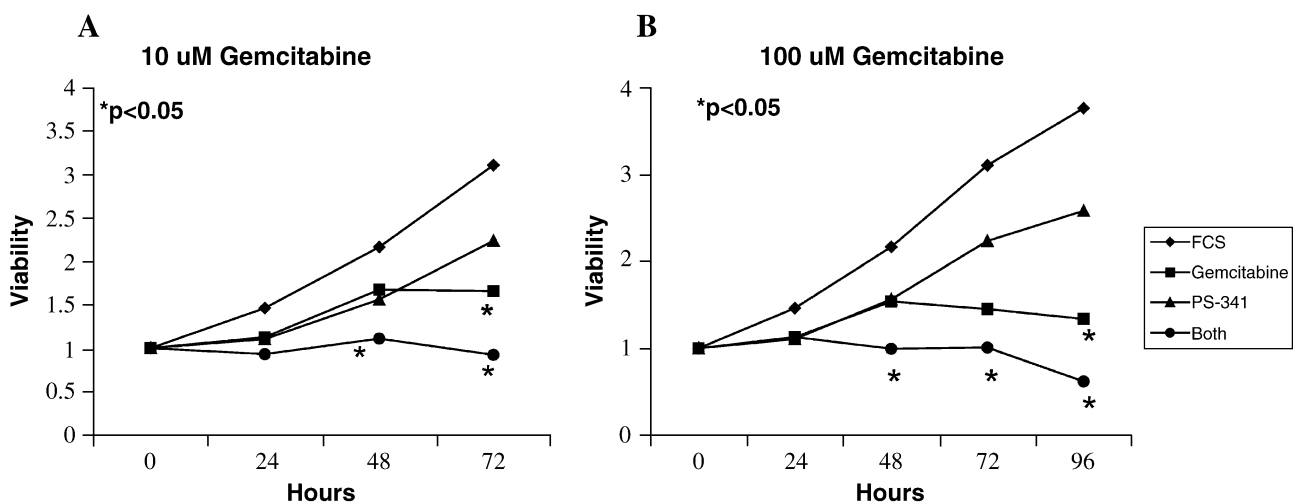 A
10 uM Gemcitabine
*p<0.05
Viability
4
3.5
3
2.5
2
1.5
1
0.5
0
*
*
*
0 24 48 72
Hours
B
100 uM Gemcitabine
*p<0.05
Viability
4
3
2
1
0
*
*
*
*
0 24 48 72 96
Hours
FCS
Gemcitabine
PS-341
Both